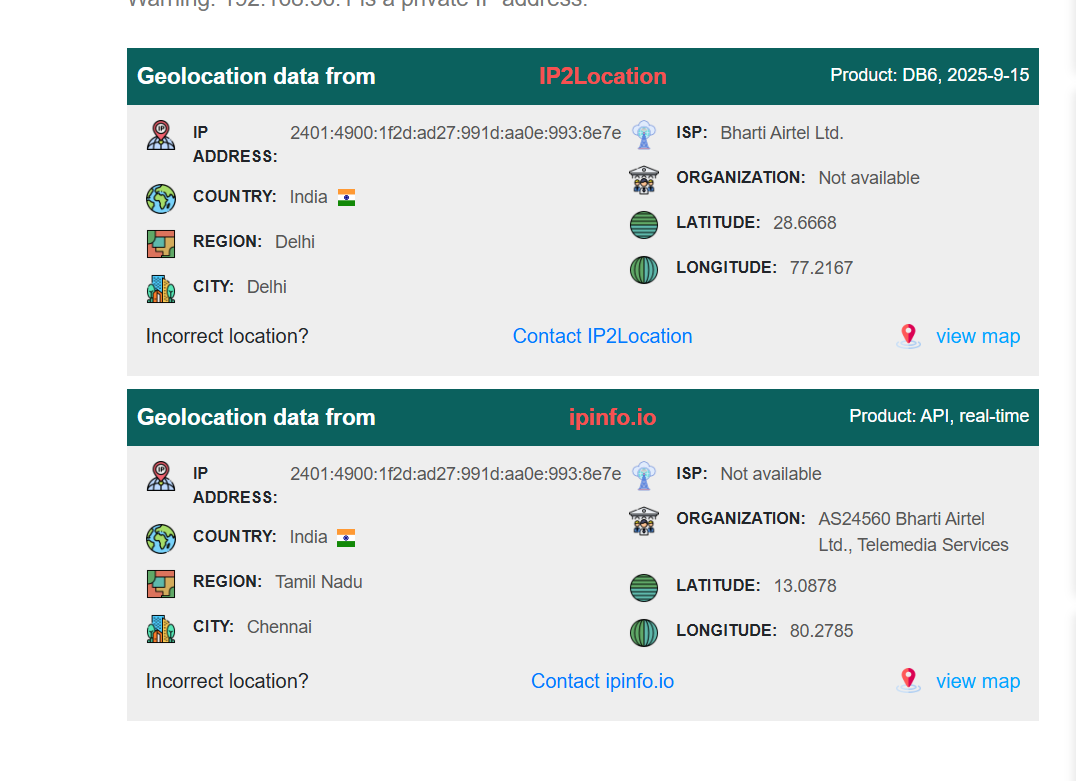 Warning: 192.168.56.1 is a private IP address.
Geolocation data from IP2Location Product: DB6, 2025-9-15
IP ADDRESS: 2401:4900:1f2d:ad27:991d:aa0e:993:8e7e
COUNTRY: India
REGION: Delhi
CITY: Delhi
ISP: Bharti Airtel Ltd.
ORGANIZATION: Not available
LATITUDE: 28.6668
LONGITUDE: 77.2167
Incorrect location? Contact IP2Location view map
Geolocation data from ipinfo.io Product: API, real-time
IP ADDRESS: 2401:4900:1f2d:ad27:991d:aa0e:993:8e7e
COUNTRY: India
REGION: Tamil Nadu
CITY: Chennai
ISP: Not available
ORGANIZATION: AS24560 Bharti Airtel
Ltd., Telemedia Services
LATITUDE: 13.0878
LONGITUDE: 80.2785
Incorrect location? Contact ipinfo.io view map